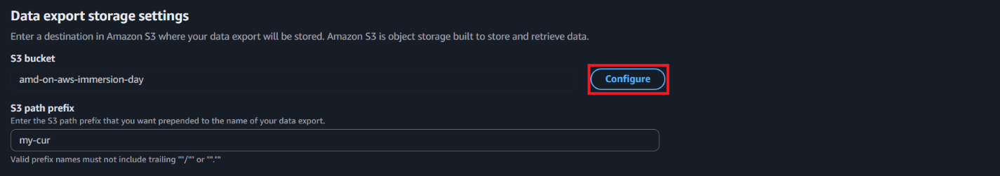 Data export storage settings
Enter a destination in Amazon S3 where your data export will be stored. Amazon S3 is object storage built to store and retrieve data.
S3 bucket
amd-on-aws-immersion-day
Configure
S3 path prefix
Enter the S3 path prefix that you want prepended to the name of your data export.
my-cur
Valid prefix names must not include trailing ""/"" or "".""